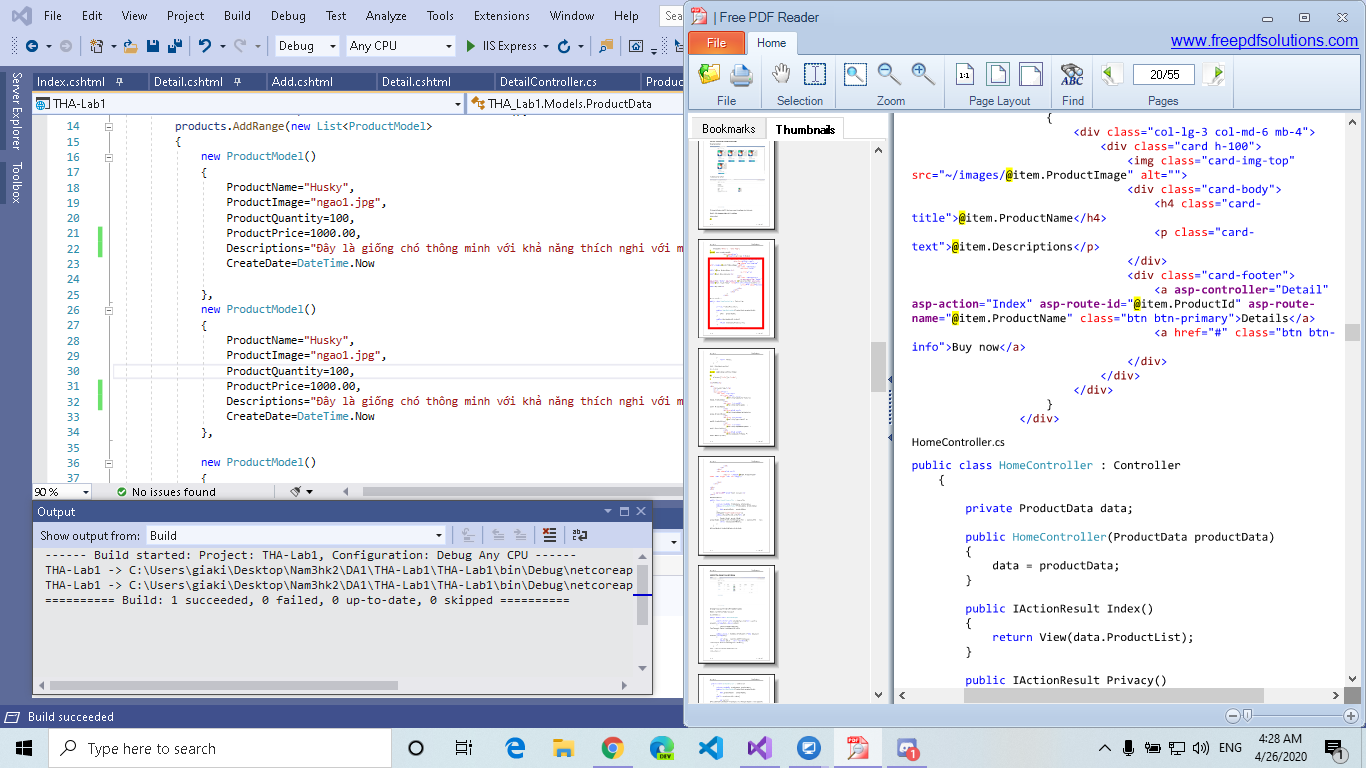 File Edit View Project Build Debug Test Analyze Tools Extensions Window Help Sea
Debug Any CPU IIS Express
Server Explorer
Toolbox
Index.cshtml Detail.cshtml Add.cshtml Detail.cshtml DetailController.cs Produc
THA-Lab1 THA_Lab1.Models.ProductData
14 products.AddRange(new List<ProductModel>
15 {
16 new ProductModel()
17 {
18 ProductName="Husky",
19 ProductImage="ngao1.jpg",
20 ProductQuantity=100,
21 ProductPrice=1000.00,
22 Descriptions="Đây là giống chó thông minh với khả năng thích nghi với m
23 CreateDate=DateTime.Now
24
25 },
26 new ProductModel()
27 {
28 ProductName="Husky",
29 ProductImage="ngao1.jpg",
30 ProductQuantity=100,
31 ProductPrice=1000.00,
32 Descriptions="Đây là giống chó thông minh với khả năng thích nghi với m
33 CreateDate=DateTime.Now
34
35 },
36 new ProductModel()
37
90 % No issues found
Output
Show output from: Build
------ Build started: Project: THA-Lab1, Configuration: Debug Any CPU ------
THA-Lab1 -> C:\Users\giaki\Desktop\Nam3hk2\DA1\THA-Lab1\THA-Lab1\bin\Debug\netcoreap
THA-Lab1 -> C:\Users\giaki\Desktop\Nam3hk2\DA1\THA-Lab1\THA-Lab1\bin\Debug\netcoreap
========== Build: 1 succeeded, 0 failed, 0 up-to-date, 0 skipped ==========
Build succeeded
| Free PDF Reader
File Home www.freepdfsolutions.com
1:1 ABC 20/55
File Selection Zoom Page Layout Find Pages
Bookmarks Thumbnails
{
<div class="col-lg-3 col-md-6 mb-4">
<div class="card h-100">
<img class="card-img-top"
src="~/images/@item.ProductImage" alt="">
<div class="card-body">
<h4 class="card-
title">@item.ProductName</h4>
<p class="card-
text">@item.Descriptions</p>
</div>
<div class="card-footer">
<a asp-controller="Detail"
asp-action="Index" asp-route-id="@item.ProductId" asp-route-
name="@item.ProductName" class="btn btn-primary">Details</a>
<a href="#" class="btn btn-
info">Buy now</a>
</div>
</div>
</div>
}
</div>
HomeController.cs
public class HomeController : Controller
{
private ProductData data;
public HomeController(ProductData productData)
{
data = productData;
}
public IActionResult Index()
{
return View(data.Products);
}
public IActionResult Privacy()
Type here to search
DEV
1
ENG
4:28 AM
4/26/2020
1